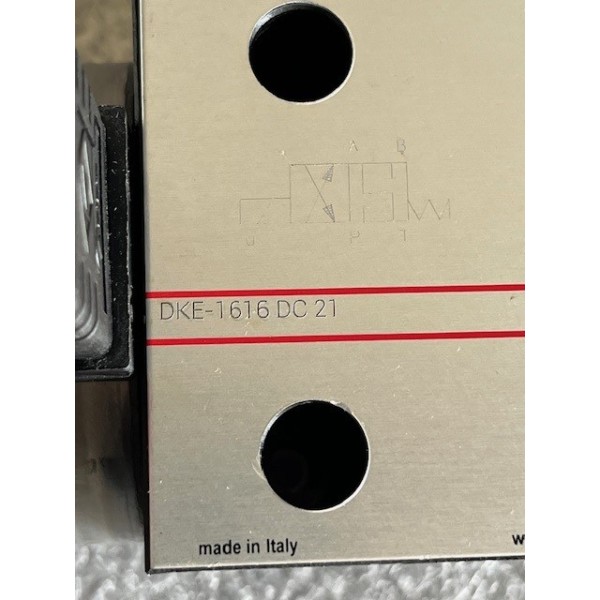 A B
a P T
DKE-1616 DC 21
made in Italy
w